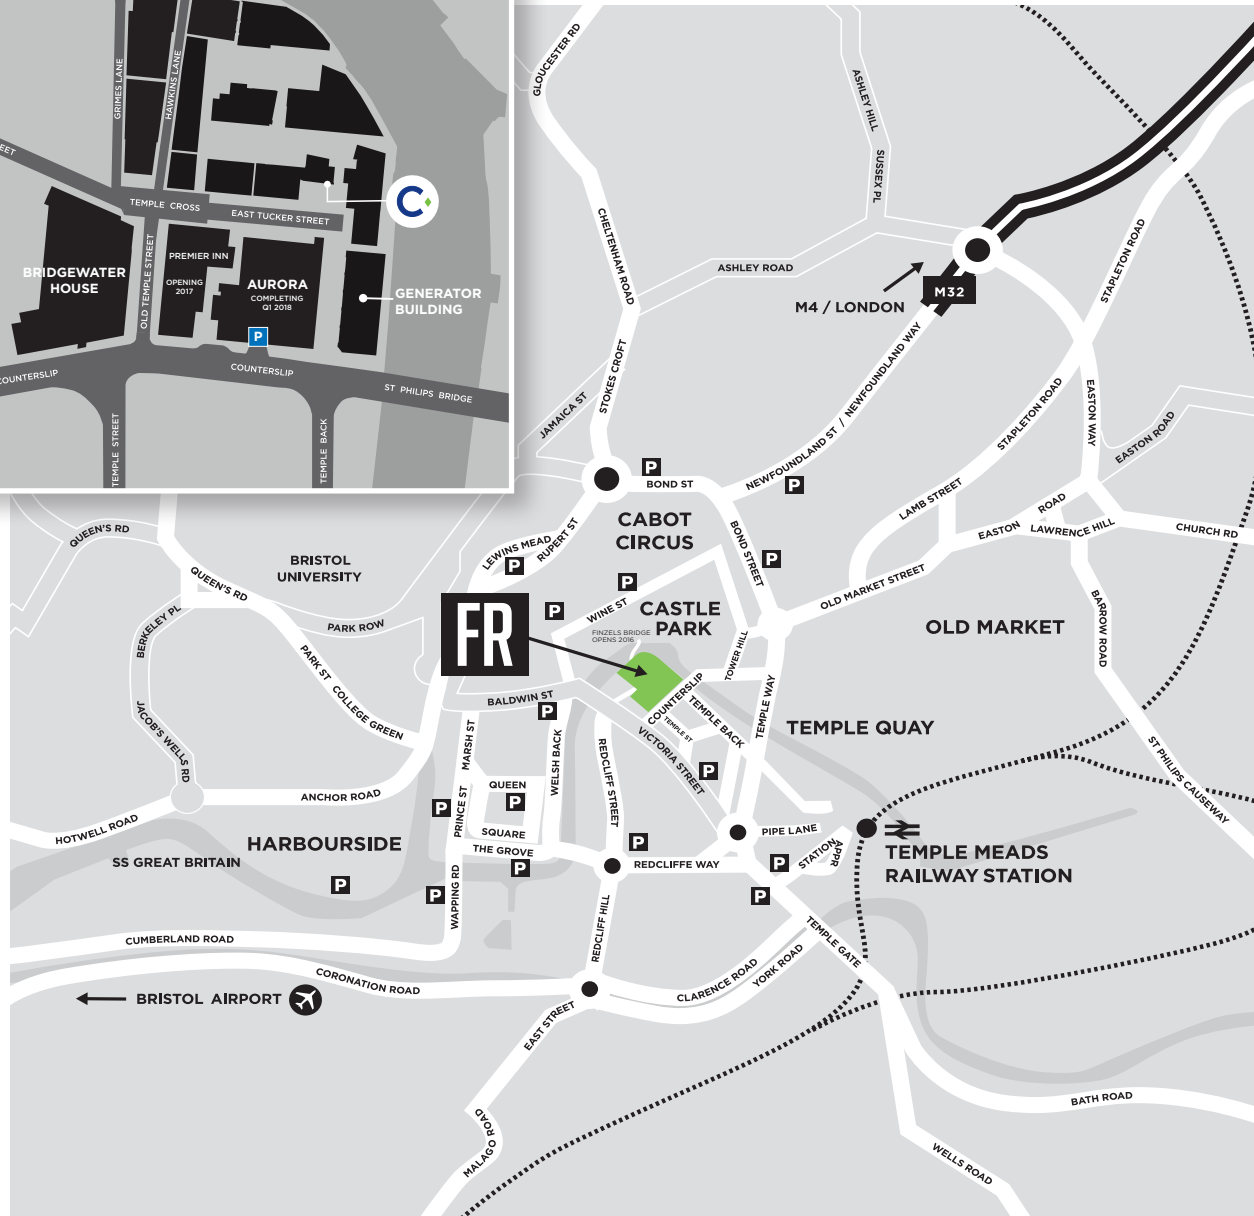 GRIMES LANE
HAWKINS LANE
TEMPLE CROSS
EAST TUCKER STREET
C
BRIDGEWATER
HOUSE
OLD TEMPLE STREET
PREMIER INN
OPENING
2017
AURORA
COMPLETING
Q1 2018
P
GENERATOR
BUILDING
COUNTERSLIP
COUNTERSLIP
ST PHILIPS BRIDGE
TEMPLE STREET
TEMPLE BACK
GLOUCESTER RD
ASHLEY HILL
SUSSEX PL
CHELTENHAM ROAD
ASHLEY ROAD
M4 / LONDON
M32
STAPLETON ROAD
STOKES CROFT
JAMAICA ST
NEWFOUNDLAND ST / NEWFOUNDLAND WAY
STAPLETON ROAD
EASTON WAY
EASTON ROAD
P
BOND ST
P
CABOT
CIRCUS
BOND STREET
P
LAMB STREET
EASTON
ROAD
LAWRENCE HILL
CHURCH RD
QUEEN'S RD
BRISTOL
UNIVERSITY
LEWINS MEAD
RUPERT ST
P
QUEEN'S RD
BERKELEY PL
PARK ROW
P
P
WINE ST
CASTLE
PARK
FINZELS BRIDGE
OPENS 2016
FR
OLD MARKET STREET
OLD MARKET
BARROW ROAD
TOWER HILL
PARK ST
COLLEGE GREEN
JACOB'S WELLS RD
BALDWIN ST
P
COUNTERSLIP
TEMPLE BACK
TEMPLE ST
TEMPLE WAY
TEMPLE QUAY
VICTORIA STREET
P
MARSH ST
WELSH BACK
REDCLIFF STREET
ST PHILIPS CAUSEWAY
ANCHOR ROAD
QUEEN
P
SQUARE
PRINCE ST
P
HOTWELL ROAD
HARBOURSIDE
SS GREAT BRITAIN
THE GROVE
P
P
REDCLIFFE WAY
PIPE LANE
P
STATION
APPR
TEMPLE MEADS
RAILWAY STATION
P
P
P
WAPPING RD
REDCLIFF HILL
TEMPLE GATE
CUMBERLAND ROAD
CORONATION ROAD
BRISTOL AIRPORT
CLARENCE ROAD
YORK ROAD
EAST STREET
MALAGO ROAD
BATH ROAD
WELLS ROAD